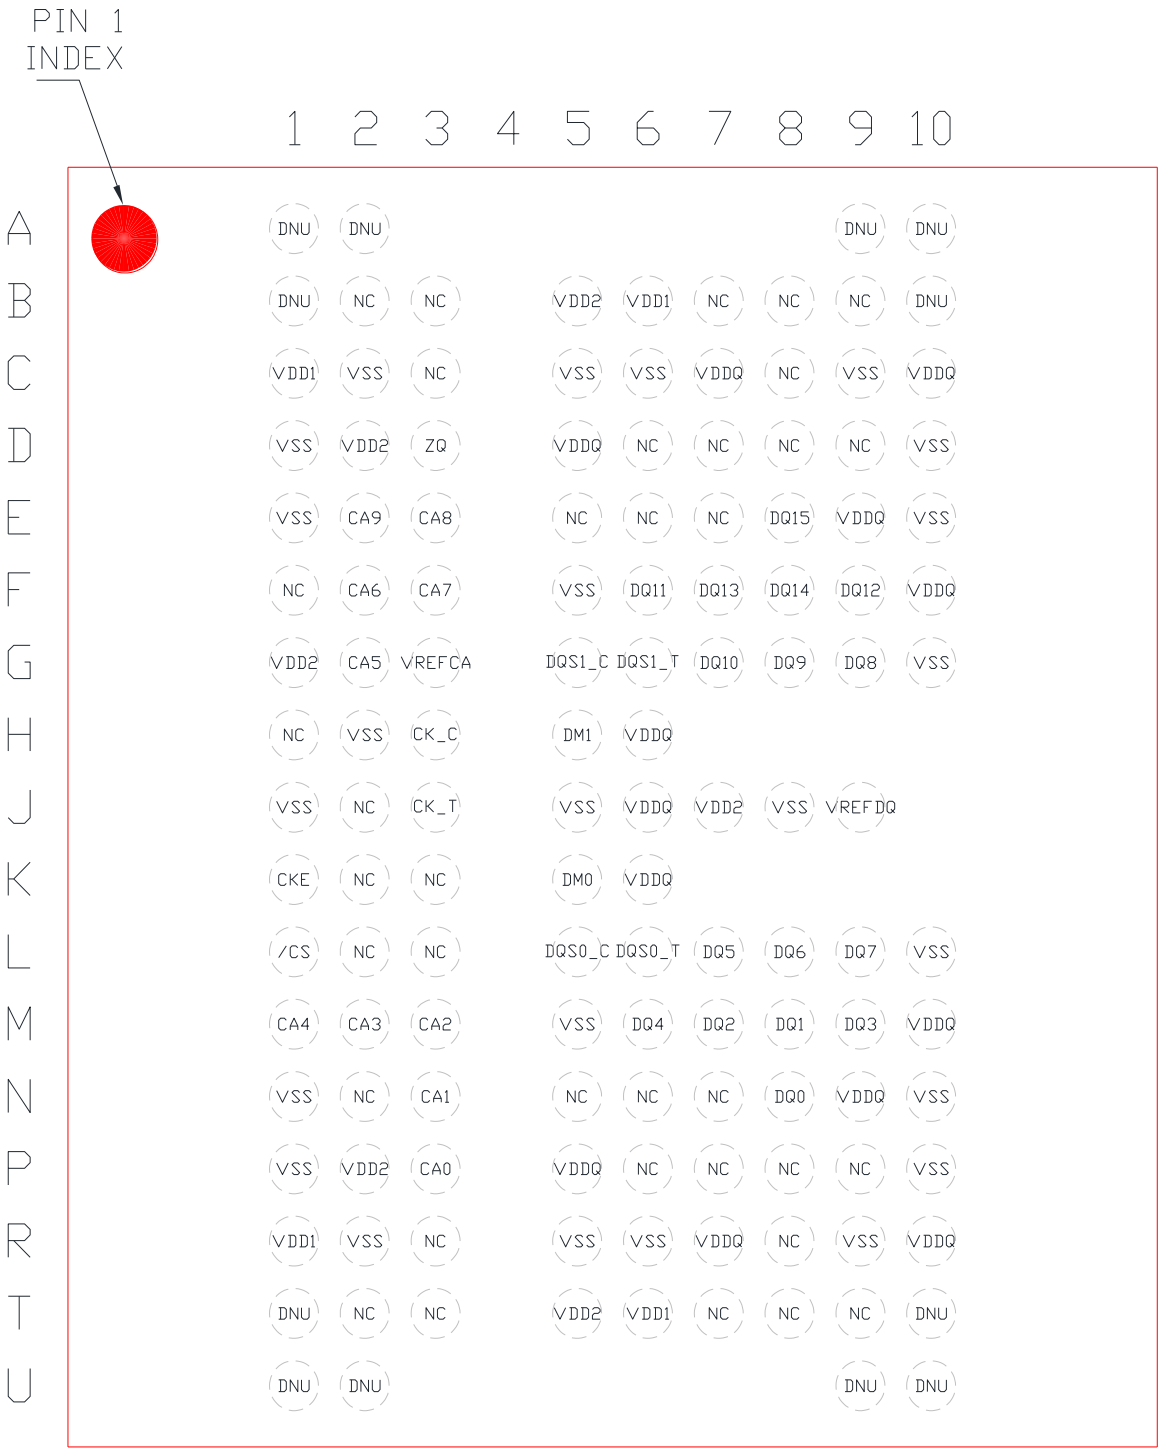 PIN 1
INDEX
1 2 3 4 5 6 7 8 9 10
A DNU DNU DNU DNU
B DNU NC NC VDD2 VDD1 NC NC NC DNU
C VDD1 VSS NC VSS VSS VDDQ NC VSS VDDQ
D VSS VDD2 ZQ VDDQ NC NC NC NC VSS
E VSS CA9 CA8 NC NC NC DQ15 VDDQ VSS
F NC CA6 CA7 VSS DQ11 DQ13 DQ14 DQ12 VDDQ
G VDD2 CA5 VREFCA DQS1_C DQS1_T DQ10 DQ9 DQ8 VSS
H NC VSS CK_C DM1 VDDQ
J VSS NC CK_T VSS VDDQ VDD2 VSS VREFDQ
K CKE NC NC DM0 VDDQ
L /CS NC NC DQS0_C DQS0_T DQ5 DQ6 DQ7 VSS
M CA4 CA3 CA2 VSS DQ4 DQ2 DQ1 DQ3 VDDQ
N VSS NC CA1 NC NC NC DQ0 VDDQ VSS
P VSS VDD2 CA0 VDDQ NC NC NC NC VSS
R VDD1 VSS NC VSS VSS VDDQ NC VSS VDDQ
T DNU NC NC VDD2 VDD1 NC NC NC DNU
U DNU DNU DNU DNU